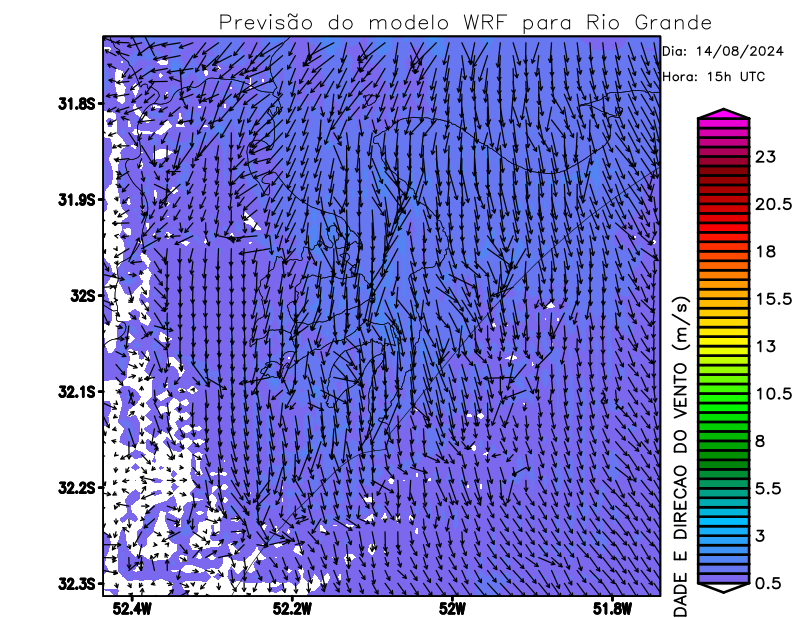 Previsão do modelo WRF para Rio Grande
Dia: 14/08/2024
Hora: 15h UTC
31.8S
31.9S
32S
32.1S
32.2S
32.3S
52.4W
52.2W
52W
51.8W
23
20.5
18
15.5
13
10.5
8
5.5
3
0.5
DADE E DIRECAO DO VENTO (m/s)